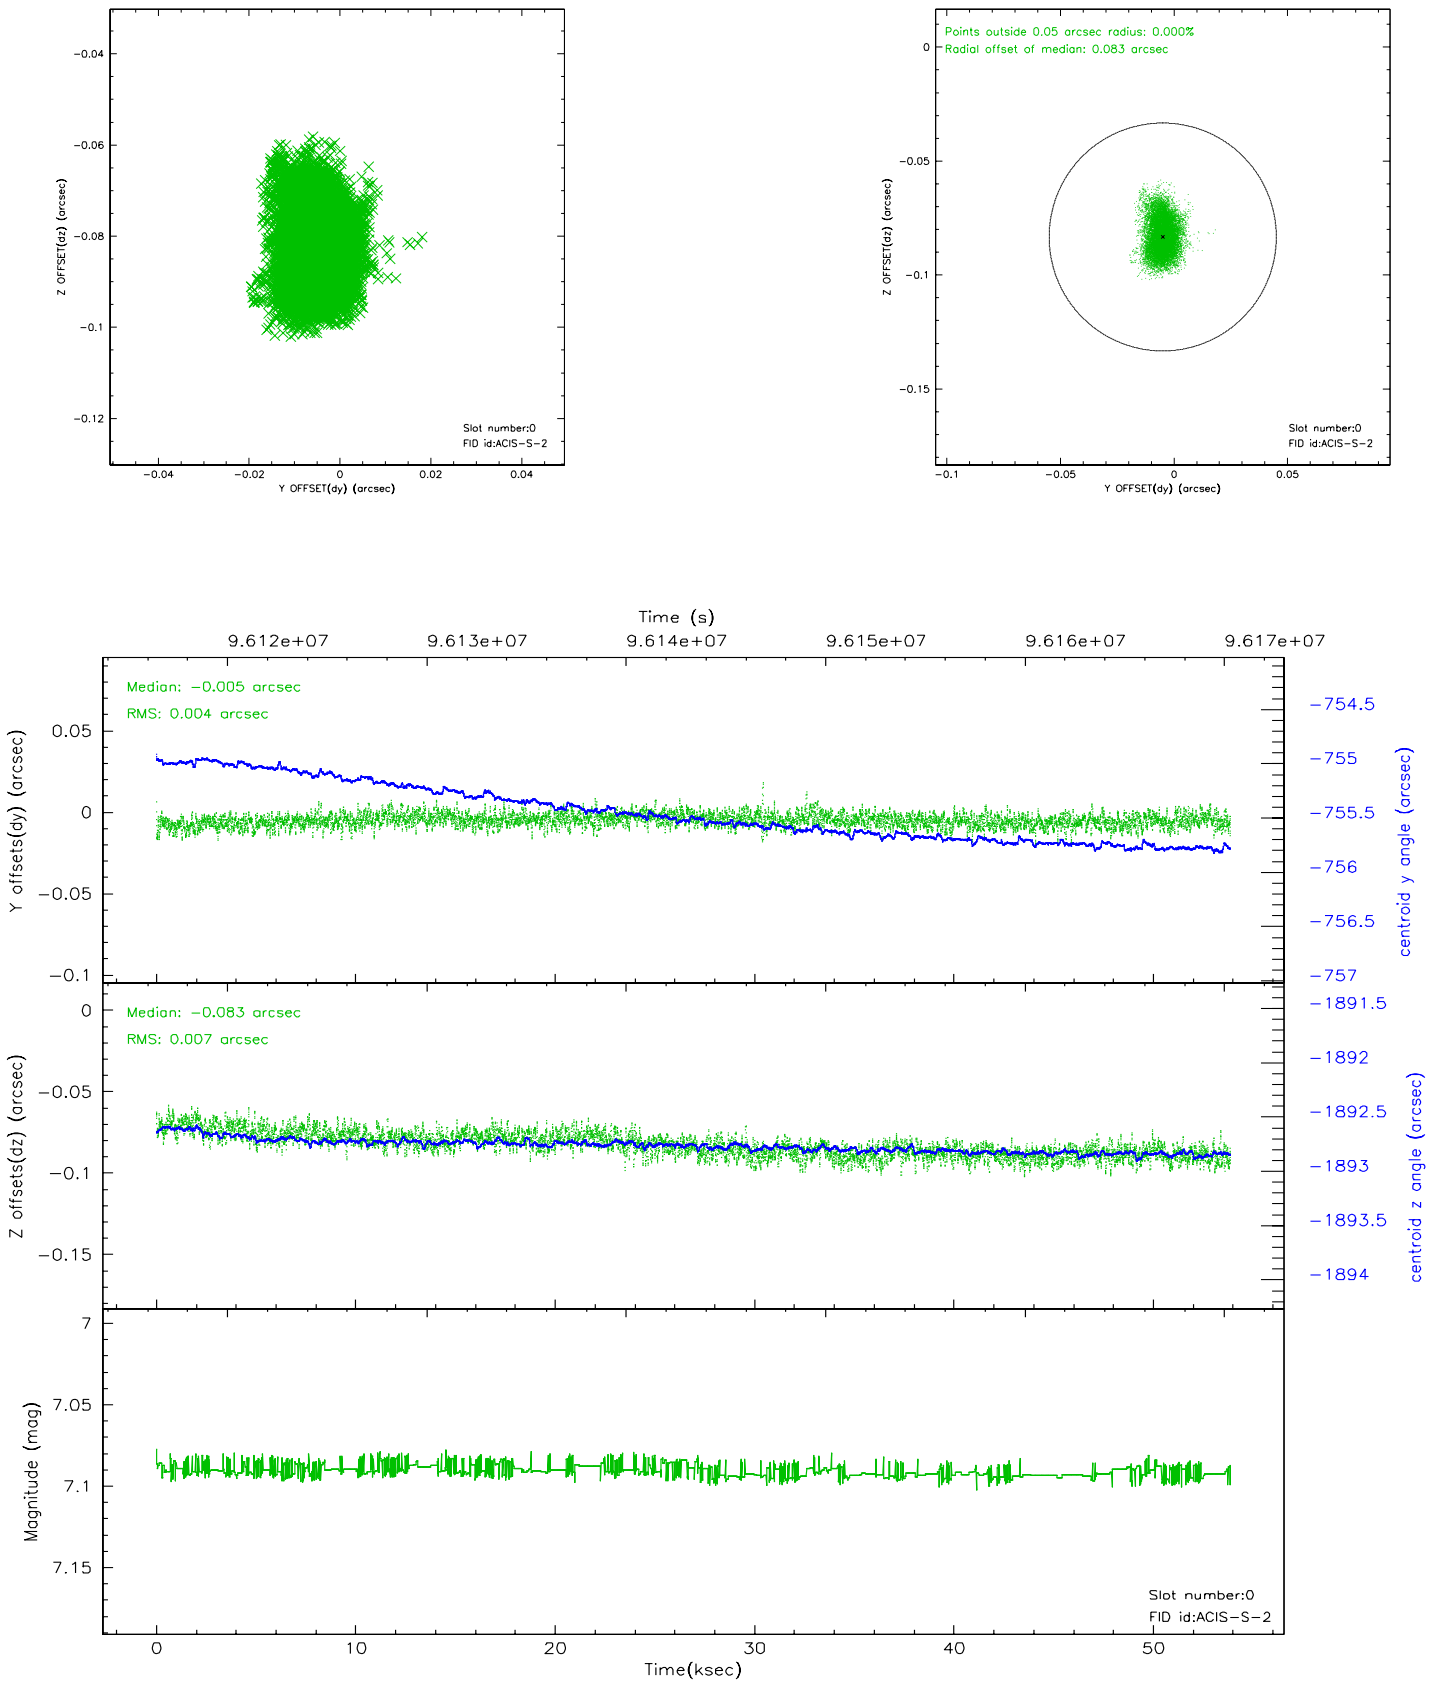 −0.04
−0.06
−0.08
−0.1
−0.12
Z OFFSET(dz) (arcsec)
Slot number:0
FID id:ACIS−S−2
−0.04
−0.02
0
0.02
0.04
Y OFFSET(dy) (arcsec)
Points outside 0.05 arcsec radius: 0.000%
Radial offset of median: 0.083 arcsec
0
−0.05
−0.1
−0.15
Z OFFSET(dz) (arcsec)
Slot number:0
FID id:ACIS−S−2
−0.1
−0.05
0
0.05
Y OFFSET(dy) (arcsec)
Time (s)
9.612e+07
9.613e+07
9.614e+07
9.615e+07
9.616e+07
9.617e+07
Median: −0.005 arcsec
RMS: 0.004 arcsec
0.05
0
−0.05
−0.1
Y offsets(dy) (arcsec)
−754.5
−755
−755.5
−756
−756.5
−757
centroid y angle (arcsec)
Median: −0.083 arcsec
RMS: 0.007 arcsec
0
−0.05
−0.1
−0.15
Z offsets(dz) (arcsec)
−1891.5
−1892
−1892.5
−1893
−1893.5
−1894
centroid z angle (arcsec)
7
7.05
7.1
7.15
Magnitude (mag)
Slot number:0
FID id:ACIS−S−2
0
10
20
30
40
50
Time(ksec)